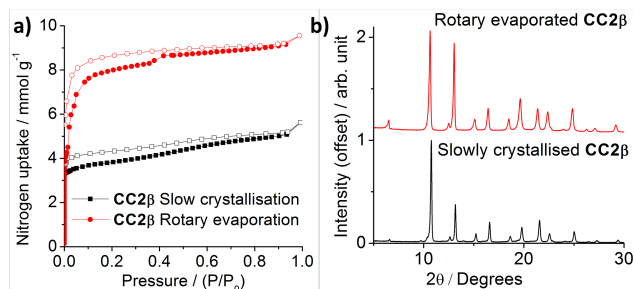 a)
Nitrogen uptake / mmol g⁻¹
10
8
6
4
2
0
0.0 0.2 0.4 0.6 0.8 1.0
Pressure / (P/P₀)
CC2β Slow crystallisation
CC2β Rotary evaporation
b)
Intensity (offset) / arb. unit
2
1
0
10 20 30
2θ / Degrees
Rotary evaporated CC2β
Slowly crystallised CC2β